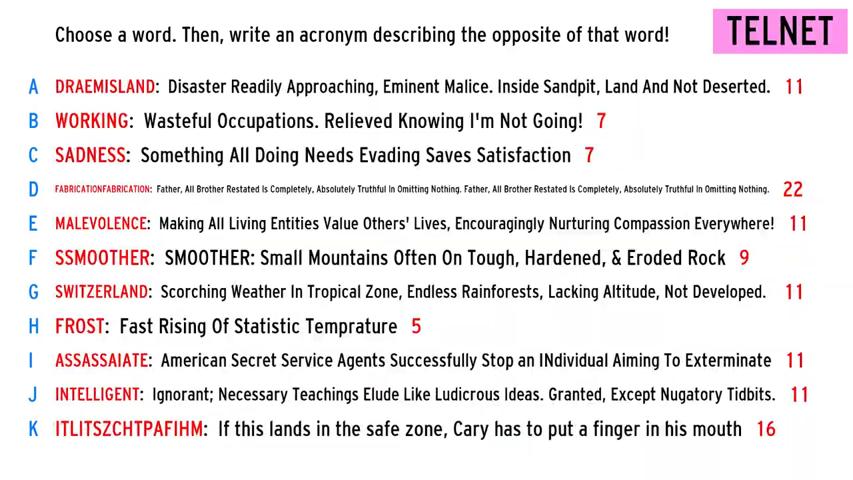 Choose a word. Then, write an acronym describing the opposite of that word!
TELNET
A DRAEMISLAND: Disaster Readily Approaching, Eminent Malice. Inside Sandpit, Land And Not Deserted. 11
B WORKING: Wasteful Occupations. Relieved Knowing I'm Not Going! 7
C SADNESS: Something All Doing Needs Evading Saves Satisfaction 7
D FABRICATIONFABRICATION: Father, All Brother Restated Is Completely, Absolutely Truthful In Omitting Nothing. Father, All Brother Restated Is Completely, Absolutely Truthful In Omitting Nothing. 22
E MALEVOLENCE: Making All Living Entities Value Others' Lives, Encouragingly Nurturing Compassion Everywhere! 11
F SSMOOTHER: SMOOTHER: Small Mountains Often On Tough, Hardened, & Eroded Rock 9
G SWITZERLAND: Scorching Weather In Tropical Zone, Endless Rainforests, Lacking Altitude, Not Developed. 11
H FROST: Fast Rising Of Statistic Temprature 5
I ASSASSAIATE: American Secret Service Agents Successfully Stop an INdividual Aiming To Exterminate 11
J INTELLIGENT: Ignorant; Necessary Teachings Elude Like Ludicrous Ideas. Granted, Except Nugatory Tidbits. 11
K ITLITSZCHTPAFIHM: If this lands in the safe zone, Cary has to put a finger in his mouth 16